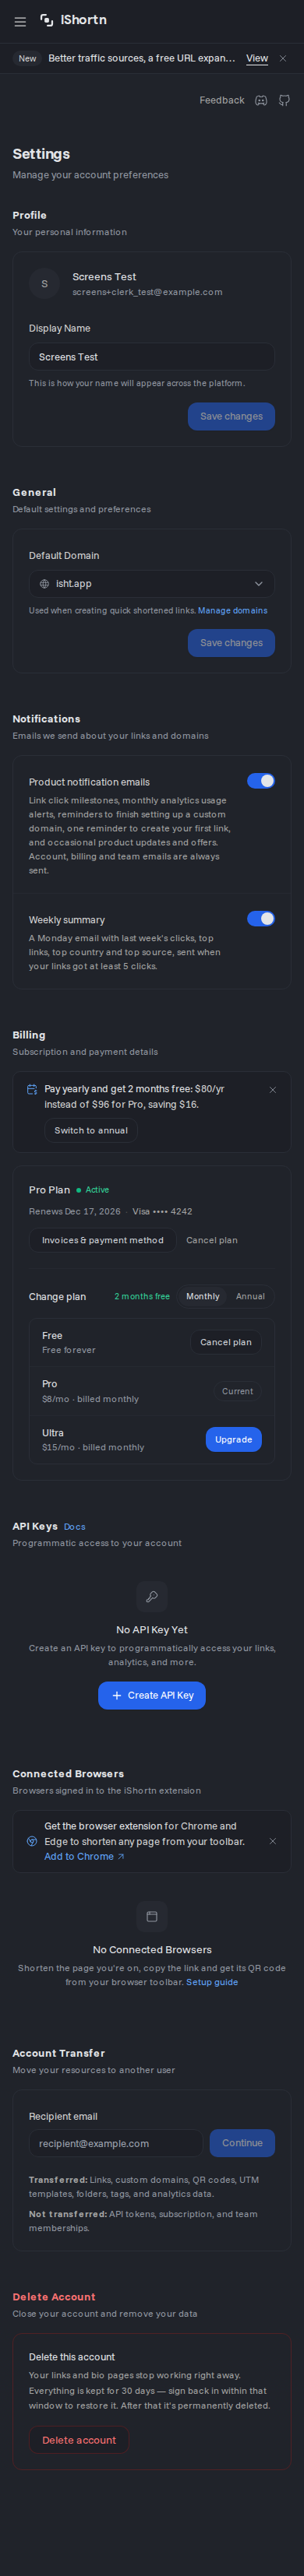 IShortn
New Better traffic sources, a free URL expan... View
Feedback
Settings
Manage your account preferences
Profile
Your personal information
S
Screens Test
screens+clerk_test@example.com
Display Name
Screens Test
This is how your name will appear across the platform.
Save changes
General
Default settings and preferences
Default Domain
isht.app
Used when creating quick shortened links. Manage domains
Save changes
Notifications
Emails we send about your links and domains
Product notification emails
Link click milestones, monthly analytics usage
alerts, reminders to finish setting up a custom
domain, one reminder to create your first link,
and occasional product updates and offers.
Account, billing and team emails are always
sent.
Weekly summary
A Monday email with last week's clicks, top
links, top country and top source, sent when
your links got at least 5 clicks.
Billing
Subscription and payment details
Pay yearly and get 2 months free: $80/yr
instead of $96 for Pro, saving $16.
Switch to annual
Pro Plan Active
Renews Dec 17, 2026 · Visa •••• 4242
Invoices & payment method Cancel plan
Change plan 2 months free Monthly Annual
Free
Free forever
Cancel plan
Pro
$8/mo · billed monthly
Current
Ultra
$15/mo · billed monthly
Upgrade
API Keys Docs
Programmatic access to your account
No API Key Yet
Create an API key to programmatically access your links,
analytics, and more.
Create API Key
Connected Browsers
Browsers signed in to the iShortn extension
Get the browser extension for Chrome and
Edge to shorten any page from your toolbar.
Add to Chrome
No Connected Browsers
Shorten the page you're on, copy the link and get its QR code
from your browser toolbar. Setup guide
Account Transfer
Move your resources to another user
Recipient email
recipient@example.com Continue
Transferred: Links, custom domains, QR codes, UTM
templates, folders, tags, and analytics data.
Not transferred: API tokens, subscription, and team
memberships.
Delete Account
Close your account and remove your data
Delete this account
Your links and bio pages stop working right away.
Everything is kept for 30 days — sign back in within that
window to restore it. After that it's permanently deleted.
Delete account